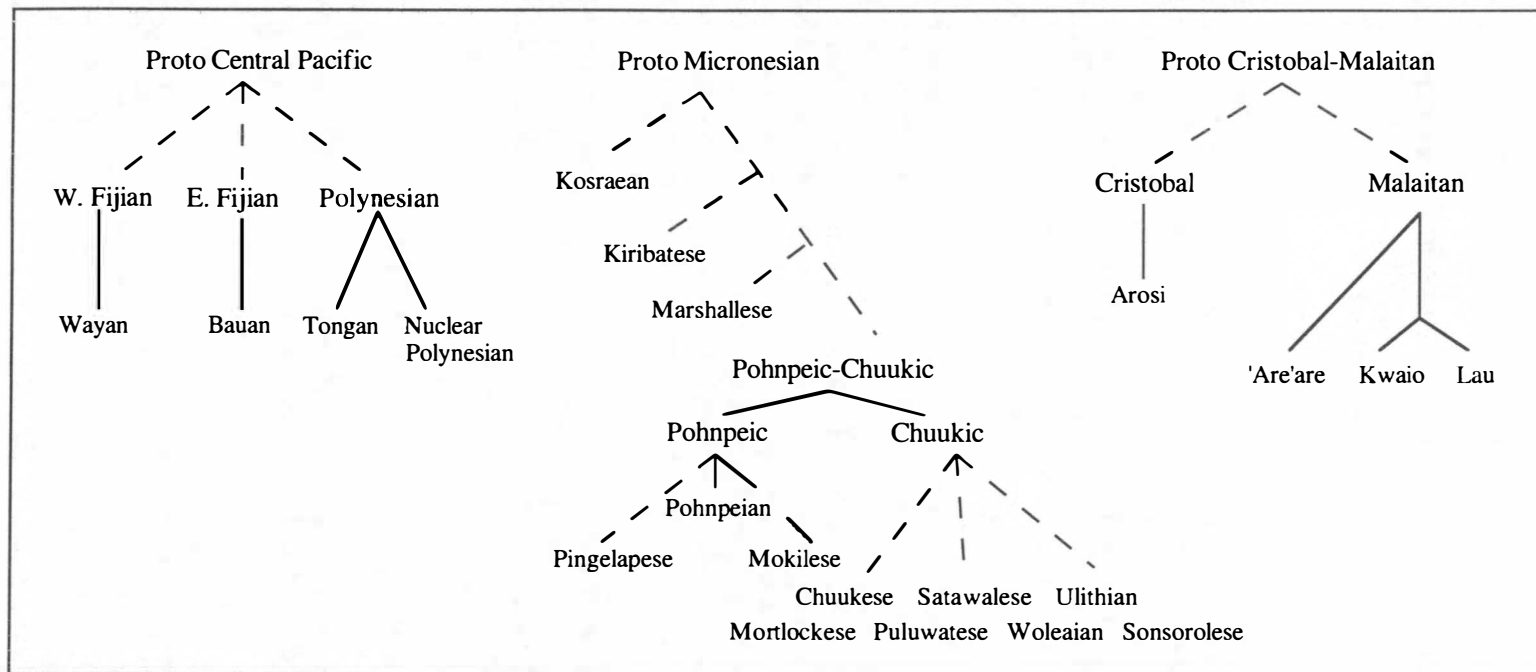 Proto Central Pacific
Proto Micronesian
Proto Cristobal-Malaitan
W. Fijian
E. Fijian
Polynesian
Kosraean
Cristobal
Malaitan
Kiribatese
Marshallese
Arosi
Wayan
Bauan
Tongan
Nuclear
Polynesian
Pohnpeic-Chuukic
'Are'are
Kwaio
Lau
Pohnpeic
Chuukic
Pohnpeian
Pingelapese
Mokilese
Chuukese Satawalese Ulithian
Mortlockese Puluwatese Woleaian Sonsorolese